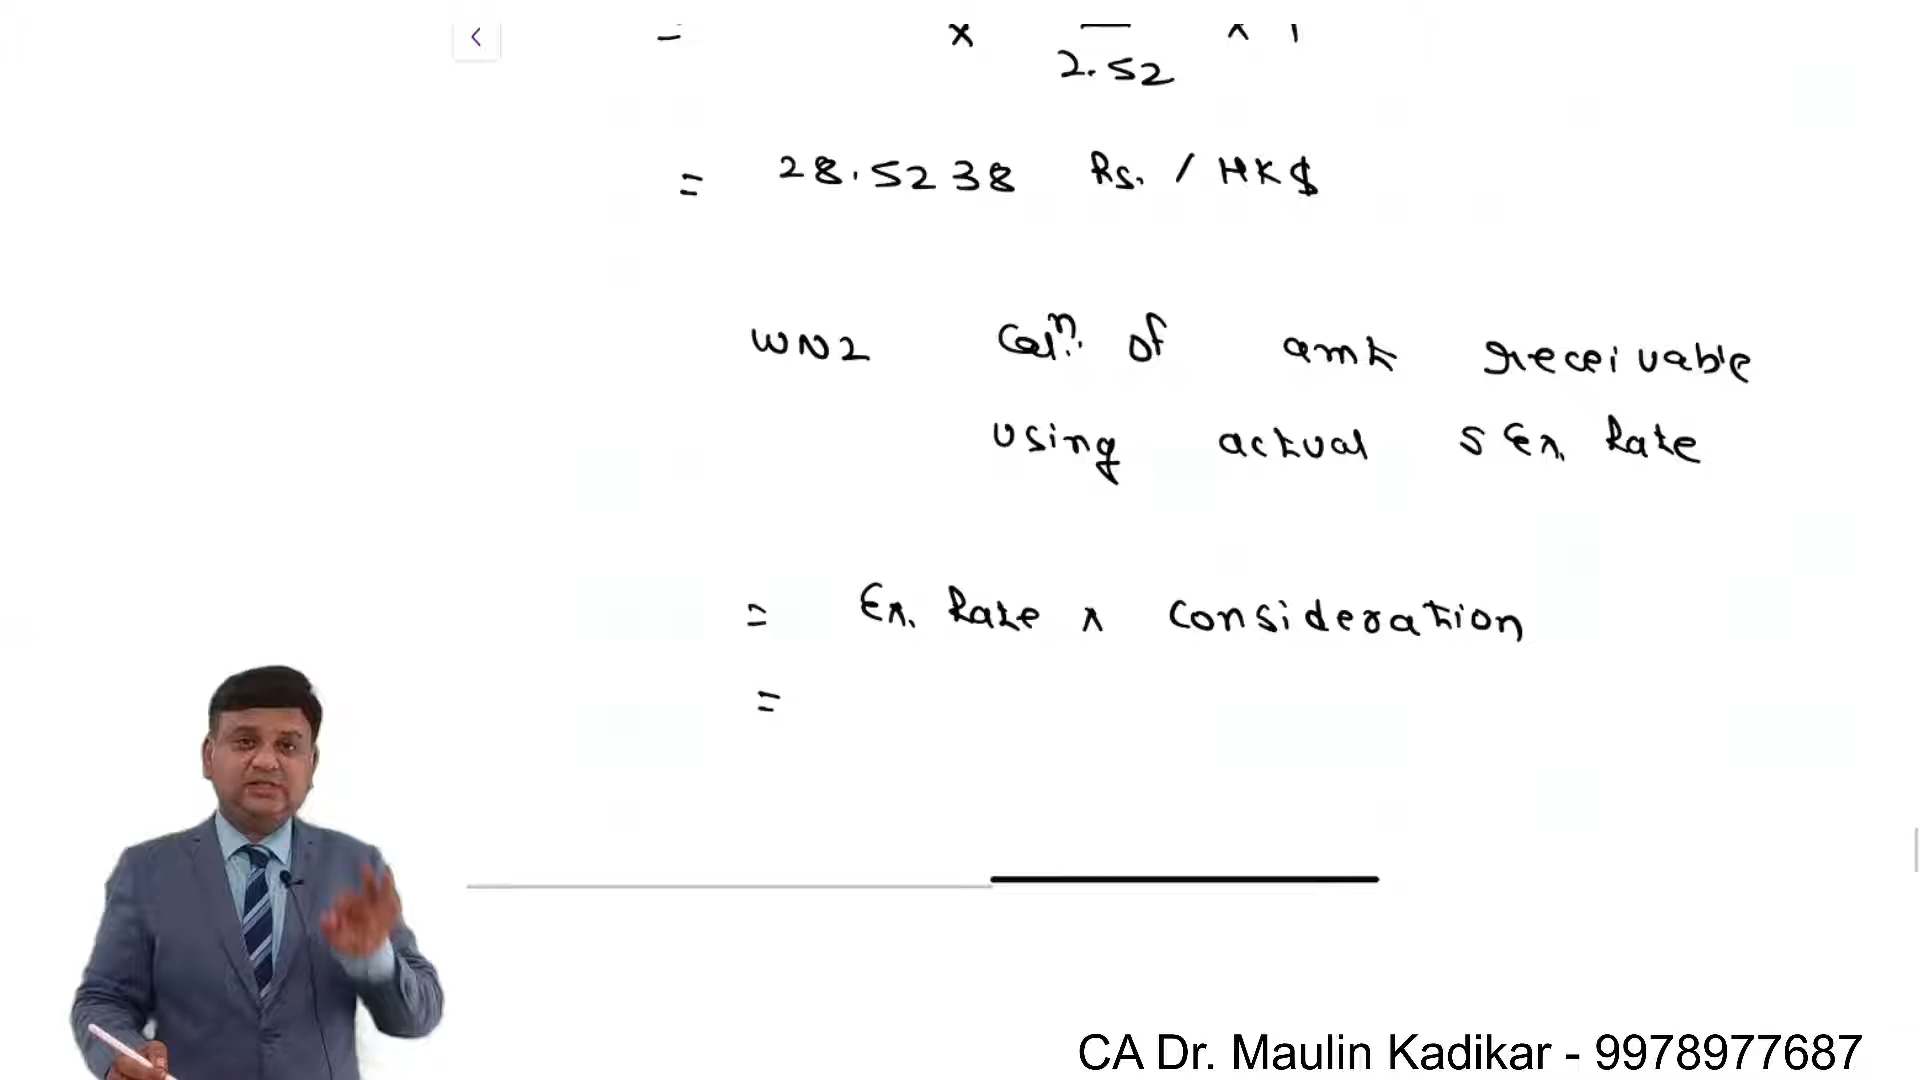 = x
2.52
= 28.5238 Rs. / HK$
WN2 Caln. of amt receivable
using actual S Ex. Rate
= Ex. Rate x consideration
=
CA Dr. Maulin Kadikar - 9978977687